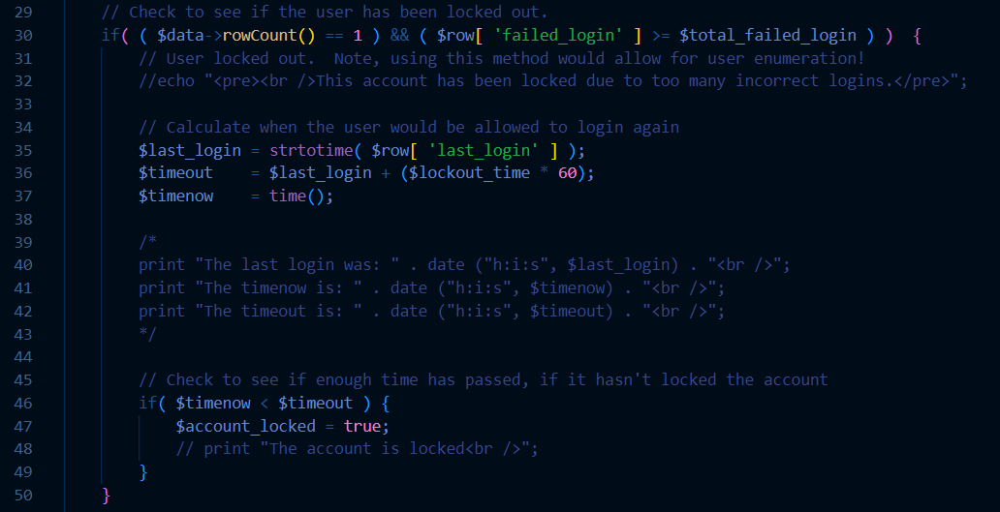 29 // Check to see if the user has been locked out.
30 if( ( $data->rowCount() == 1 ) && ( $row[ 'failed_login' ] >= $total_failed_login ) )  {
31 // User locked out.  Note, using this method would allow for user enumeration!
32 //echo "<pre><br />This account has been locked due to too many incorrect logins.</pre>";
33
34 // Calculate when the user would be allowed to login again
35 $last_login = strtotime( $row[ 'last_login' ] );
36 $timeout    = $last_login + ($lockout_time * 60);
37 $timenow    = time();
38
39 /*
40 print "The last login was: " . date ("h:i:s", $last_login) . "<br />";
41 print "The timenow is: " . date ("h:i:s", $timenow) . "<br />";
42 print "The timeout is: " . date ("h:i:s", $timeout) . "<br />";
43 */
44
45 // Check to see if enough time has passed, if it hasn't locked the account
46 if( $timenow < $timeout ) {
47 $account_locked = true;
48 // print "The account is locked<br />";
49 }
50 }